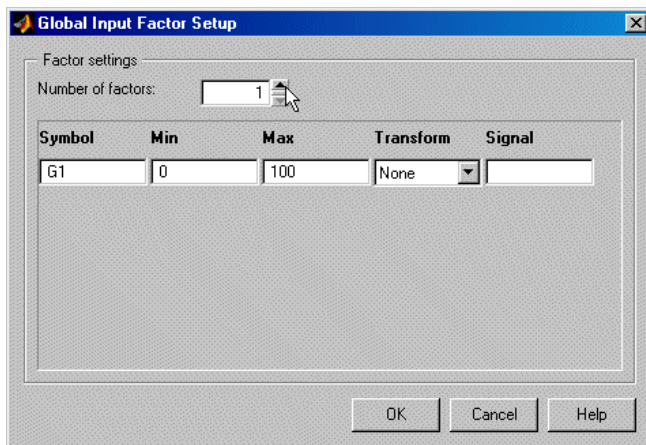 Global Input Factor Setup
Factor settings
Number of factors: 1
Symbol Min Max Transform Signal
G1 0 100 None
OK Cancel Help